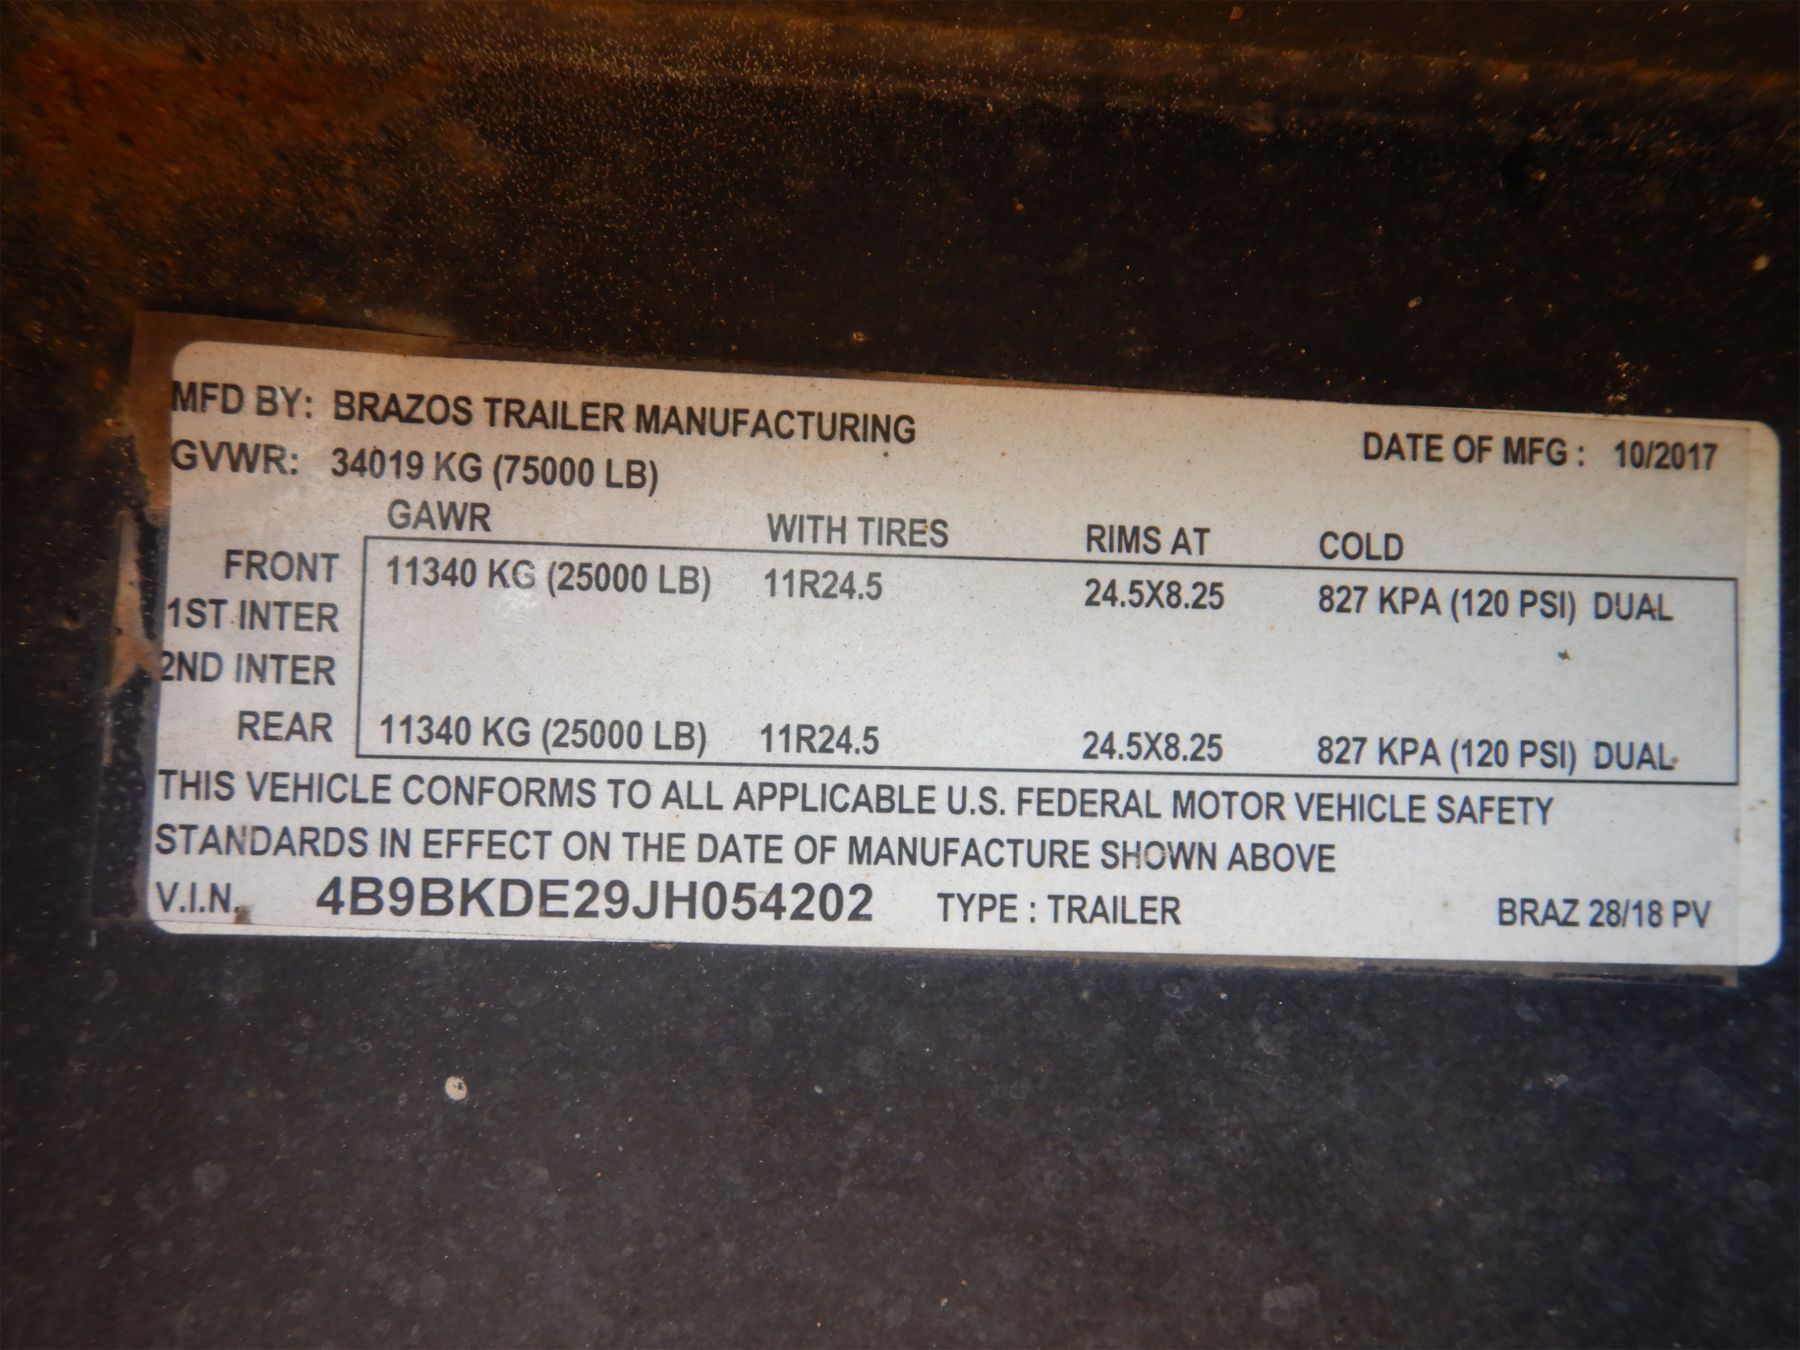 MFD BY: BRAZOS TRAILER MANUFACTURING
DATE OF MFG : 10/2017
GVWR: 34019 KG (75000 LB)
GAWR WITH TIRES RIMS AT COLD
FRONT 11340 KG (25000 LB) 11R24.5 24.5X8.25 827 KPA (120 PSI) DUAL
1ST INTER
2ND INTER
REAR 11340 KG (25000 LB) 11R24.5 24.5X8.25 827 KPA (120 PSI) DUAL
THIS VEHICLE CONFORMS TO ALL APPLICABLE U.S. FEDERAL MOTOR VEHICLE SAFETY
STANDARDS IN EFFECT ON THE DATE OF MANUFACTURE SHOWN ABOVE
V.I.N. 4B9BKDE29JH054202 TYPE : TRAILER BRAZ 28/18 PV